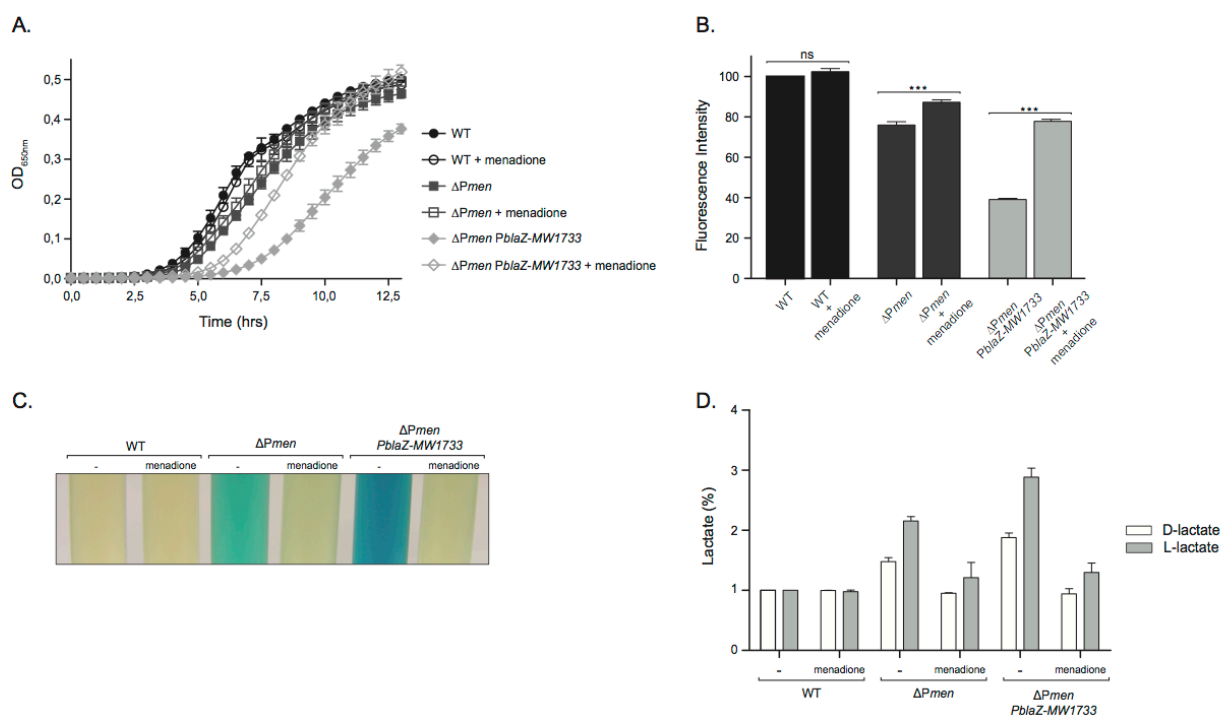 A.
OD650nm
0,5
0,4
0,3
0,2
0,1
0,0
0,0 2,5 5,0 7,5 10,0 12,5
Time (hrs)
WT
WT + menadione
ΔPmen
ΔPmen + menadione
ΔPmen PblaZ-MW1733
ΔPmen PblaZ-MW1733 + menadione
B.
Fluorescence Intensity
100
80
60
40
20
0
ns
***
***
WT
WT + menadione
ΔPmen
ΔPmen + menadione
ΔPmen PblaZ-MW1733
ΔPmen PblaZ-MW1733 + menadione
C.
WT
ΔPmen
ΔPmen
PblaZ-MW1733
- menadione - menadione - menadione
D.
Lactate (%)
4
3
2
1
0
D-lactate
L-lactate
- menadione - menadione - menadione
WT
ΔPmen
ΔPmen
PblaZ-MW1733